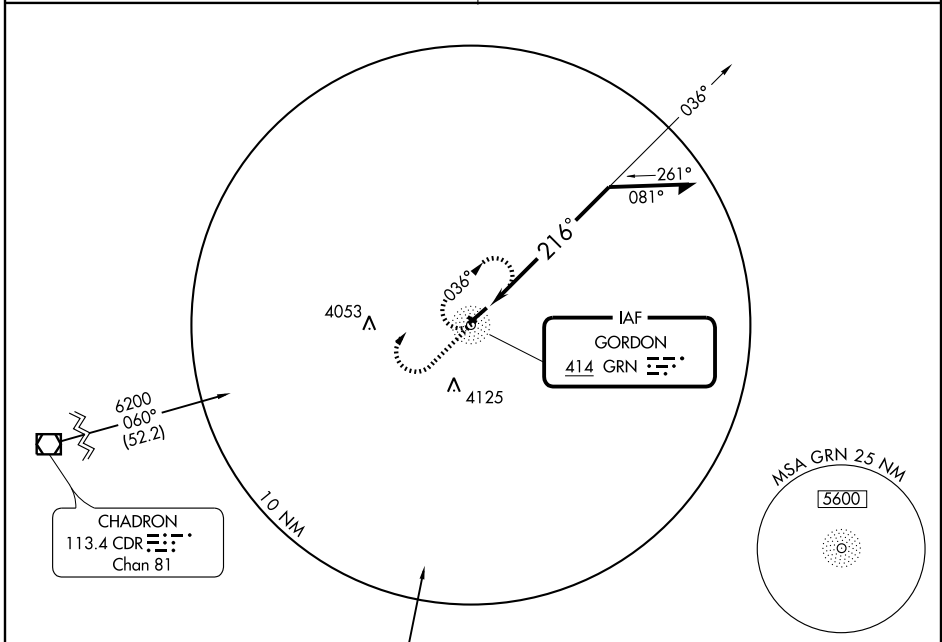 036°
261°
081°
216°
036°
4053
IAF
GORDON
414 GRN
4125
6200
060°
(52.2)
MSA GRN 25 NM
5600
10 NM
CHADRON
113.4 CDR
Chan 81